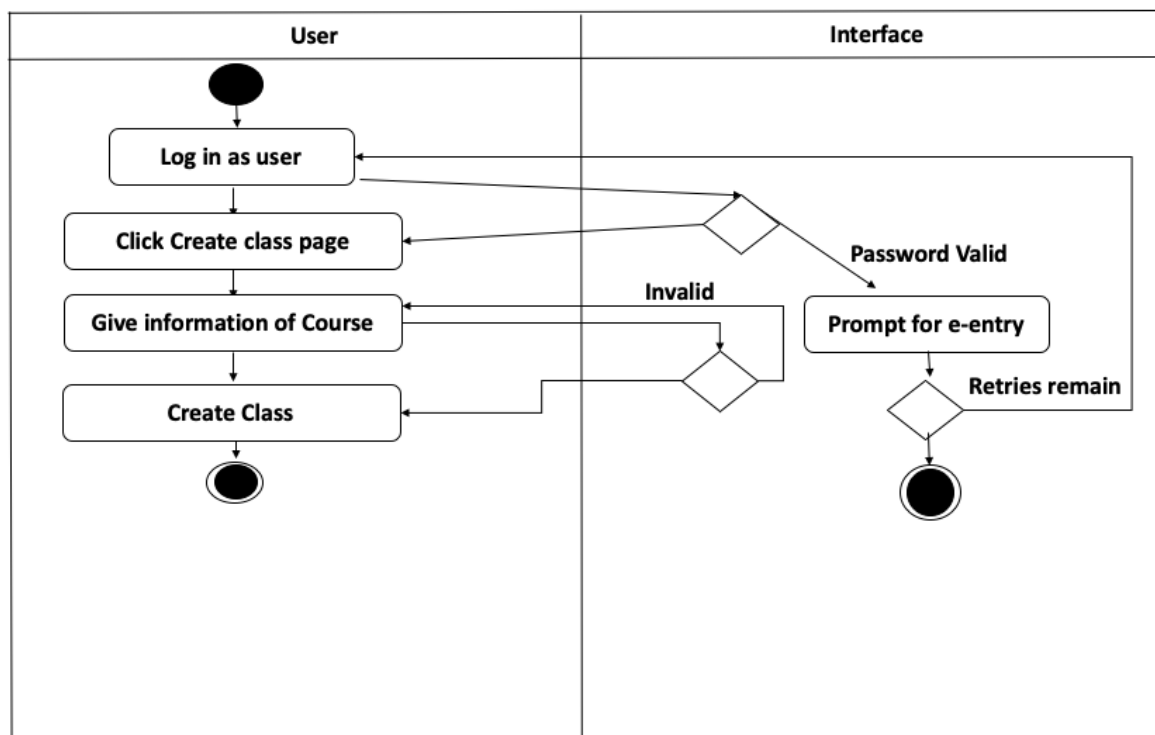 User
Interface
Log in as user
Click Create class page
Password Valid
Invalid
Give information of Course
Prompt for e-entry
Retries remain
Create Class